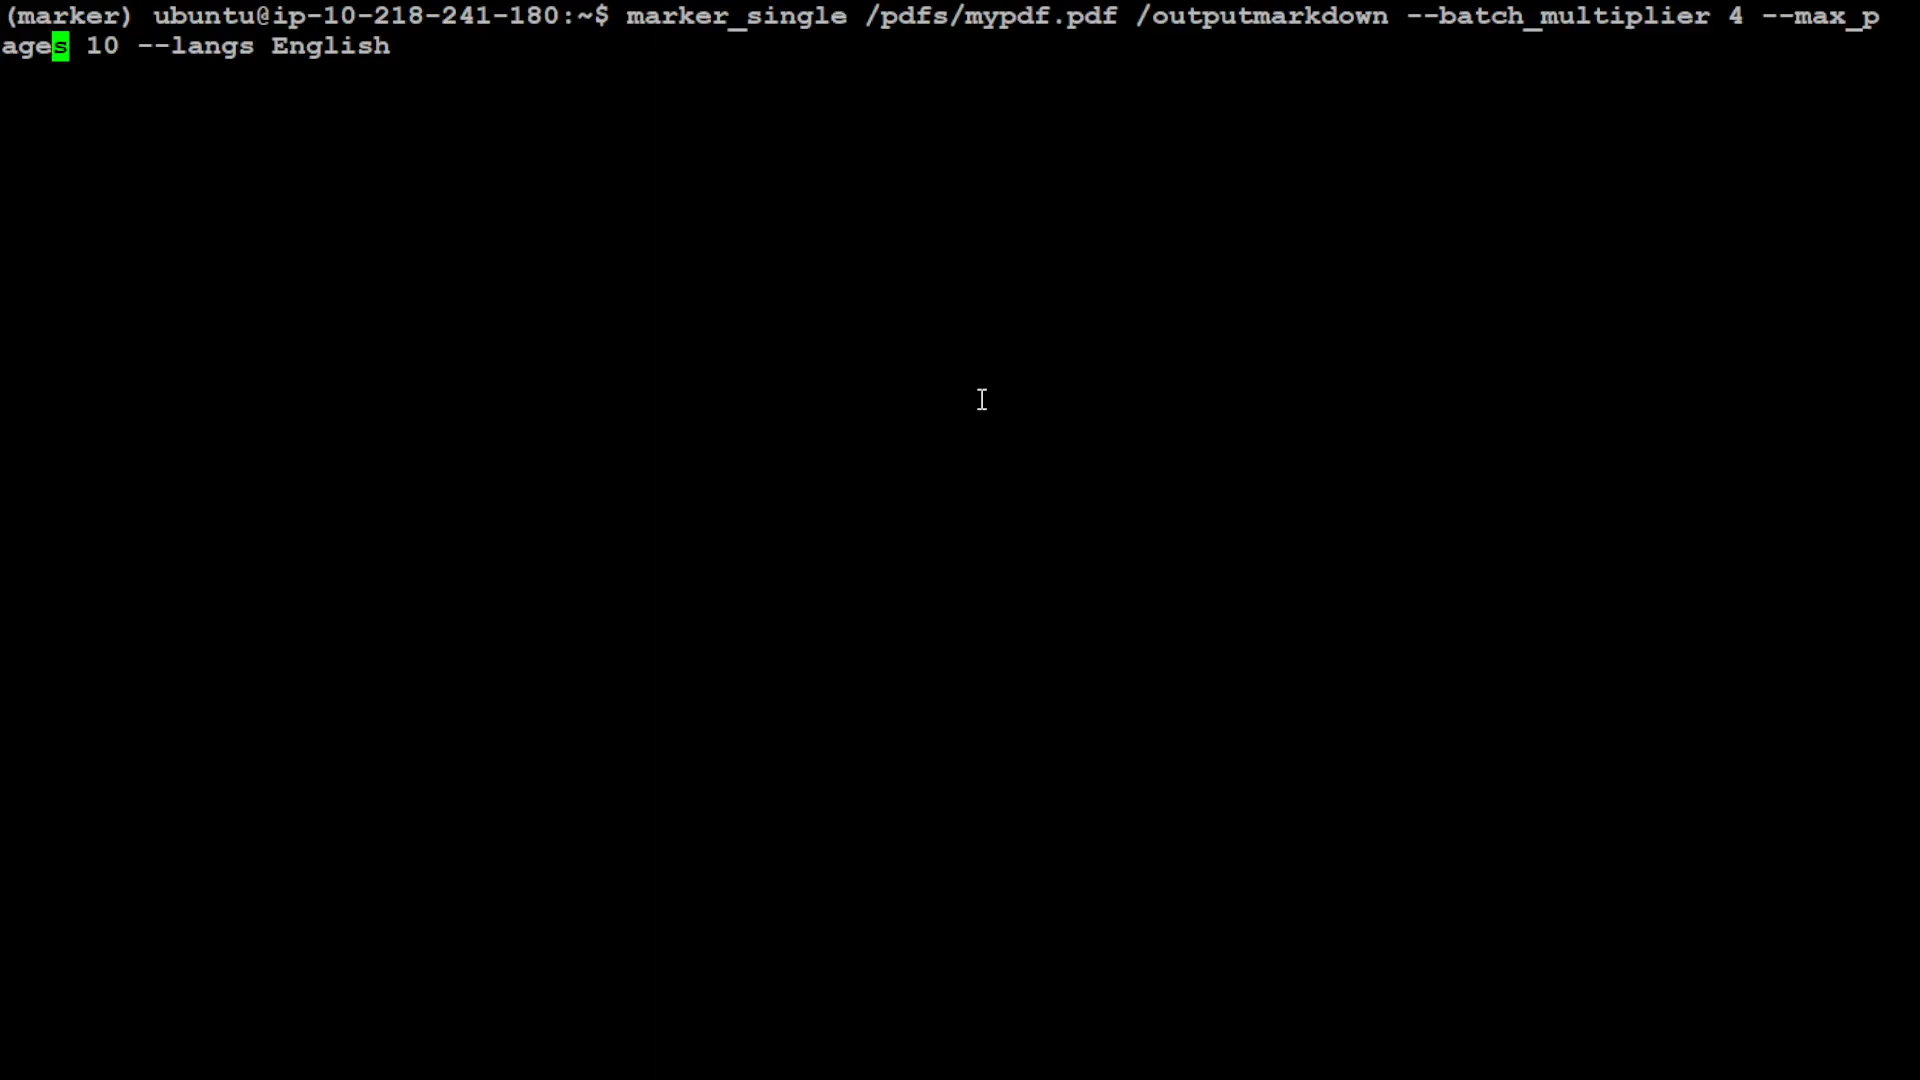 (marker) ubuntu@ip-10-218-241-180:~$ marker_single /pdfs/mypdf.pdf /outputmarkdown --batch_multiplier 4 --max_p
ages 10 --langs English